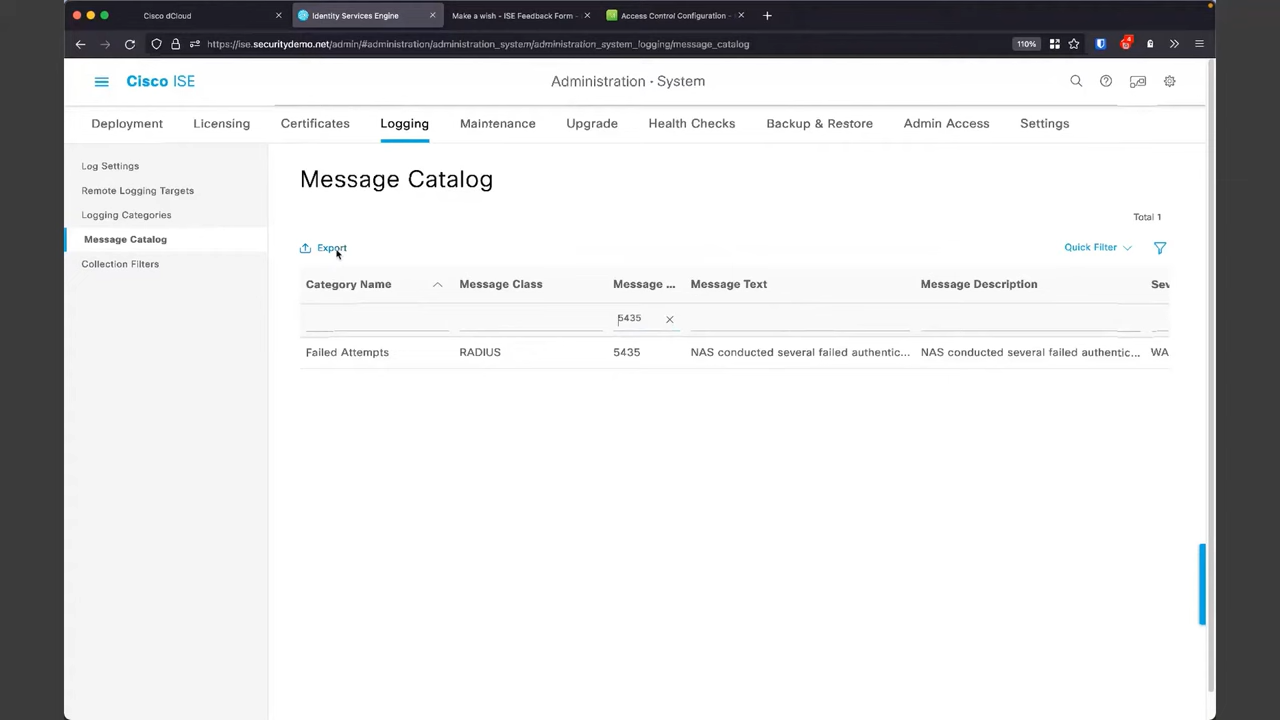 Cisco dCloud
Identity Services Engine
Make a wish - ISE Feedback Form -
Access Control Configuration -
https://ise.securitydemo.net/admin/#administration/administration_system/administration_system_logging/message_catalog
110%
4
Cisco ISE
Administration · System
Deployment
Licensing
Certificates
Logging
Maintenance
Upgrade
Health Checks
Backup & Restore
Admin Access
Settings
Log Settings
Remote Logging Targets
Logging Categories
Message Catalog
Collection Filters
Message Catalog
Total 1
Export
Quick Filter
Category Name Message Class Message ... Message Text Message Description Sev
5435
Failed Attempts RADIUS 5435 NAS conducted several failed authentic... NAS conducted several failed authentic... WA